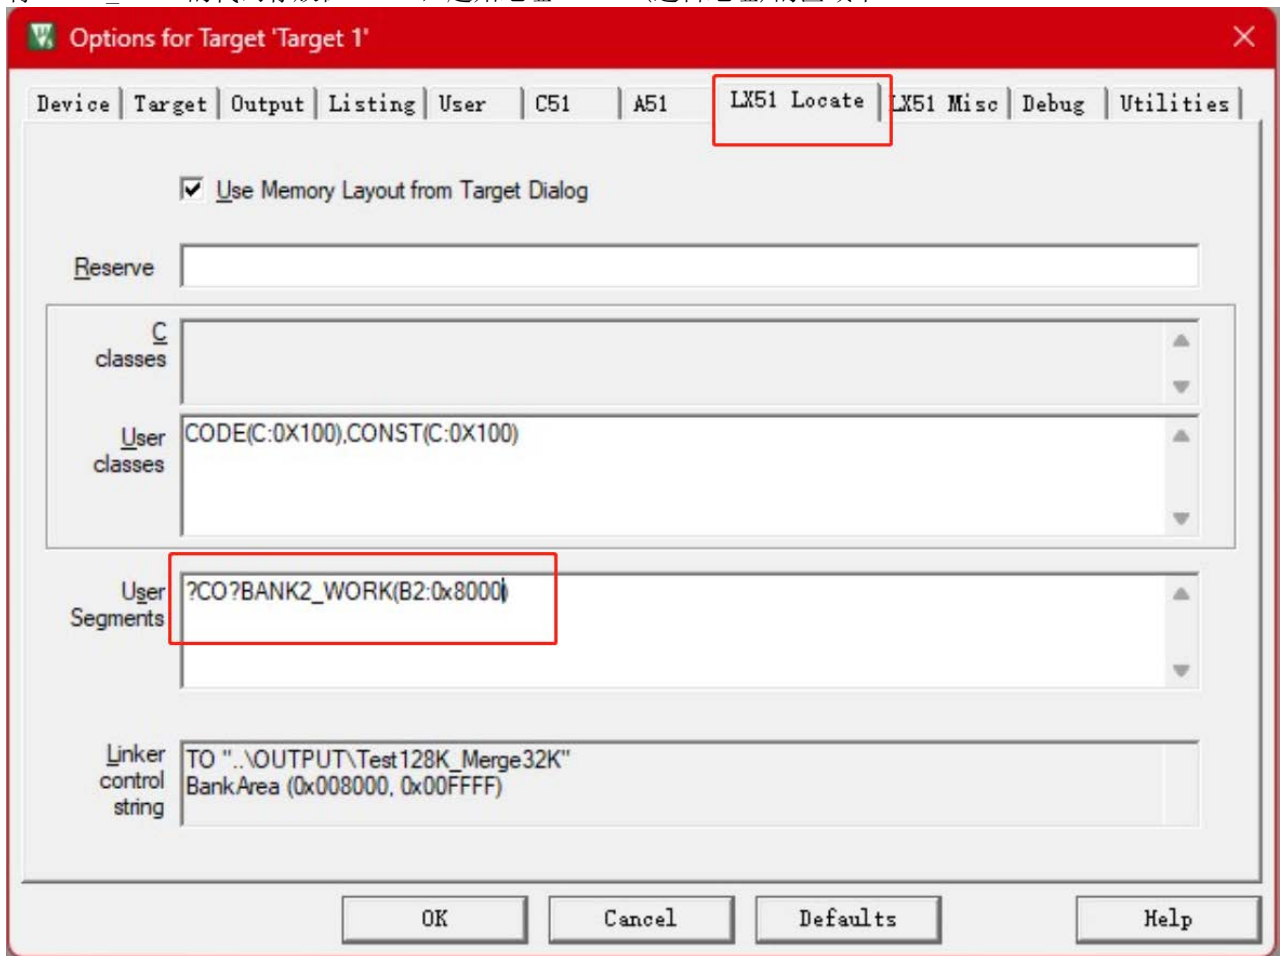 Options for Target 'Target 1'
Device Target Output Listing User C51 A51 LX51 Locate LX51 Misc Debug Utilities
Use Memory Layout from Target Dialog
Reserve
C
classes
User
classes
CODE(C:0X100),CONST(C:0X100)
User
Segments
?CO?BANK2_WORK(B2:0x8000)
Linker
control
string
TO "..\OUTPUT\Test128K_Merge32K"
BankArea (0x008000, 0x00FFFF)
OK Cancel Defaults Help